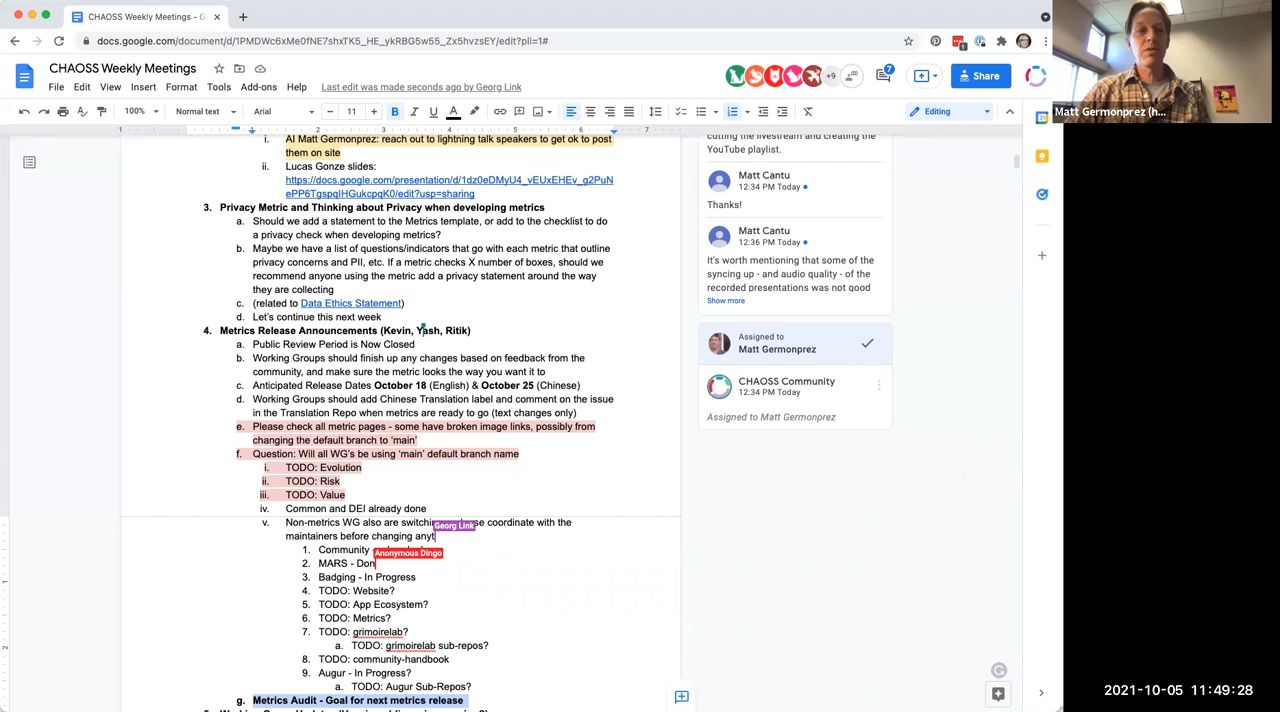 CHAOSS Weekly Meetings - G
docs.google.com/document/d/1PMDWc6xMe0fNE7shxTK5_HE_ykRBG5w55_Zx5hvzsEY/edit?pli=1#
CHAOSS Weekly Meetings
File Edit View Insert Format Tools Add-ons Help Last edit was made seconds ago by Georg Link
+9
7
Share
100% Normal text Arial 11 Editing
1 1 2 3 4 5 6 7
i. AI Matt Germonprez: reach out to lightning talk speakers to get ok to post
them on site
ii. Lucas Gonze slides:
https://docs.google.com/presentation/d/1dz0eDMyU4_vEUxEHEv_g2PuN
ePP6TgspqIHGukcpqK0/edit?usp=sharing
3. Privacy Metric and Thinking about Privacy when developing metrics
a. Should we add a statement to the Metrics template, or add to the checklist to do
a privacy check when developing metrics?
b. Maybe we have a list of questions/indicators that go with each metric that outline
privacy concerns and PII, etc. If a metric checks X number of boxes, should we
recommend anyone using the metric add a privacy statement around the way
they are collecting
c. (related to Data Ethics Statement)
d. Let's continue this next week
4. Metrics Release Announcements (Kevin, Yash, Ritik)
a. Public Review Period is Now Closed
b. Working Groups should finish up any changes based on feedback from the
community, and make sure the metric looks the way you want it to
c. Anticipated Release Dates October 18 (English) & October 25 (Chinese)
d. Working Groups should add Chinese Translation label and comment on the issue
in the Translation Repo when metrics are ready to go (text changes only)
e. Please check all metric pages - some have broken image links, possibly from
changing the default branch to 'main'
f. Question: Will all WG's be using 'main' default branch name
i. TODO: Evolution
ii. TODO: Risk
iii. TODO: Value
iv. Common and DEI already done
v. Non-metrics WG also are switchin se coordinate with the
Georg Link
maintainers before changing anyt
1. Community
Anonymous Dingo
2. MARS - Don
3. Badging - In Progress
4. TODO: Website?
5. TODO: App Ecosystem?
6. TODO: Metrics?
7. TODO: grimoirelab?
a. TODO: grimoirelab sub-repos?
8. TODO: community-handbook
9. Augur - In Progress?
a. TODO: Augur Sub-Repos?
g. Metrics Audit - Goal for next metrics release
cutting the livestream and creating the
YouTube playlist.
Matt Cantu
12:34 PM Today
Thanks!
Matt Cantu
12:36 PM Today
It's worth mentioning that some of the
syncing up - and audio quality - of the
recorded presentations was not good
Show more
Assigned to
Matt Germonprez
CHAOSS Community
12:34 PM Today
Assigned to Matt Germonprez
Matt Germonprez (h...
2021-10-05 11:49:28